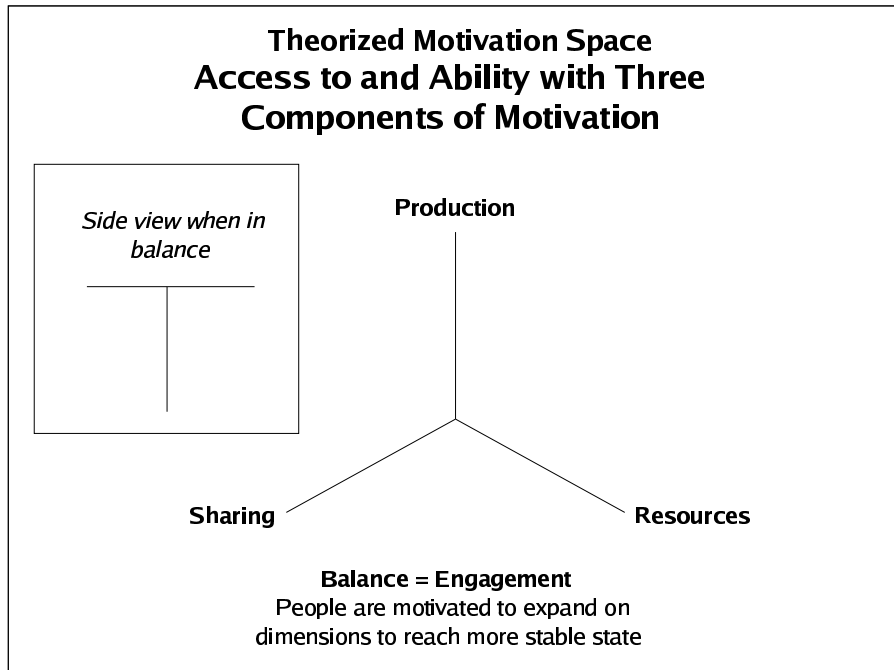 Theorized Motivation Space
Access to and Ability with Three
Components of Motivation
Side view when in
balance
Production
Sharing
Resources
Balance = Engagement
People are motivated to expand on
dimensions to reach more stable state